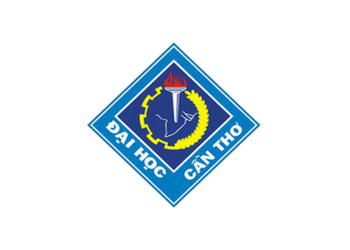 ĐẠI HỌC
CẦN THƠ